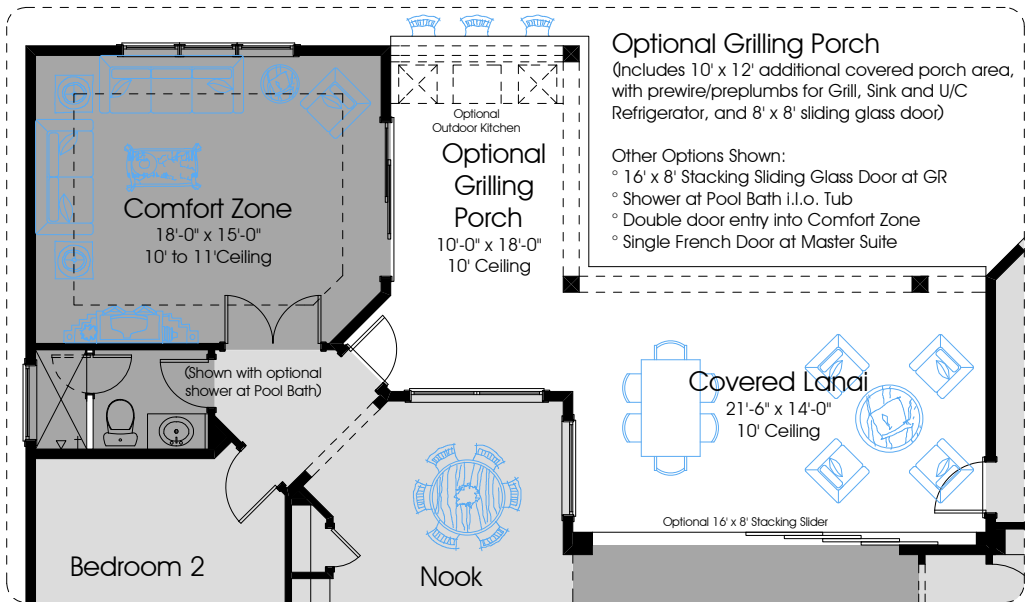 Optional Grilling Porch
(Includes 10' x 12' additional covered porch area,
with prewire/preplumbs for Grill, Sink and U/C
Refrigerator, and 8' x 8' sliding glass door)
Other Options Shown:
° 16' x 8' Stacking Sliding Glass Door at GR
° Shower at Pool Bath i.l.o. Tub
° Double door entry into Comfort Zone
° Single French Door at Master Suite
Optional
Outdoor Kitchen
Optional
Grilling
Porch
10'-0" x 18'-0"
10' Ceiling
Comfort Zone
18'-0" x 15'-0"
10' to 11'Ceiling
(Shown with optional
shower at Pool Bath)
Covered Lanai
21'-6" x 14'-0"
10' Ceiling
Optional 16' x 8' Stacking Slider
Bedroom 2
Nook